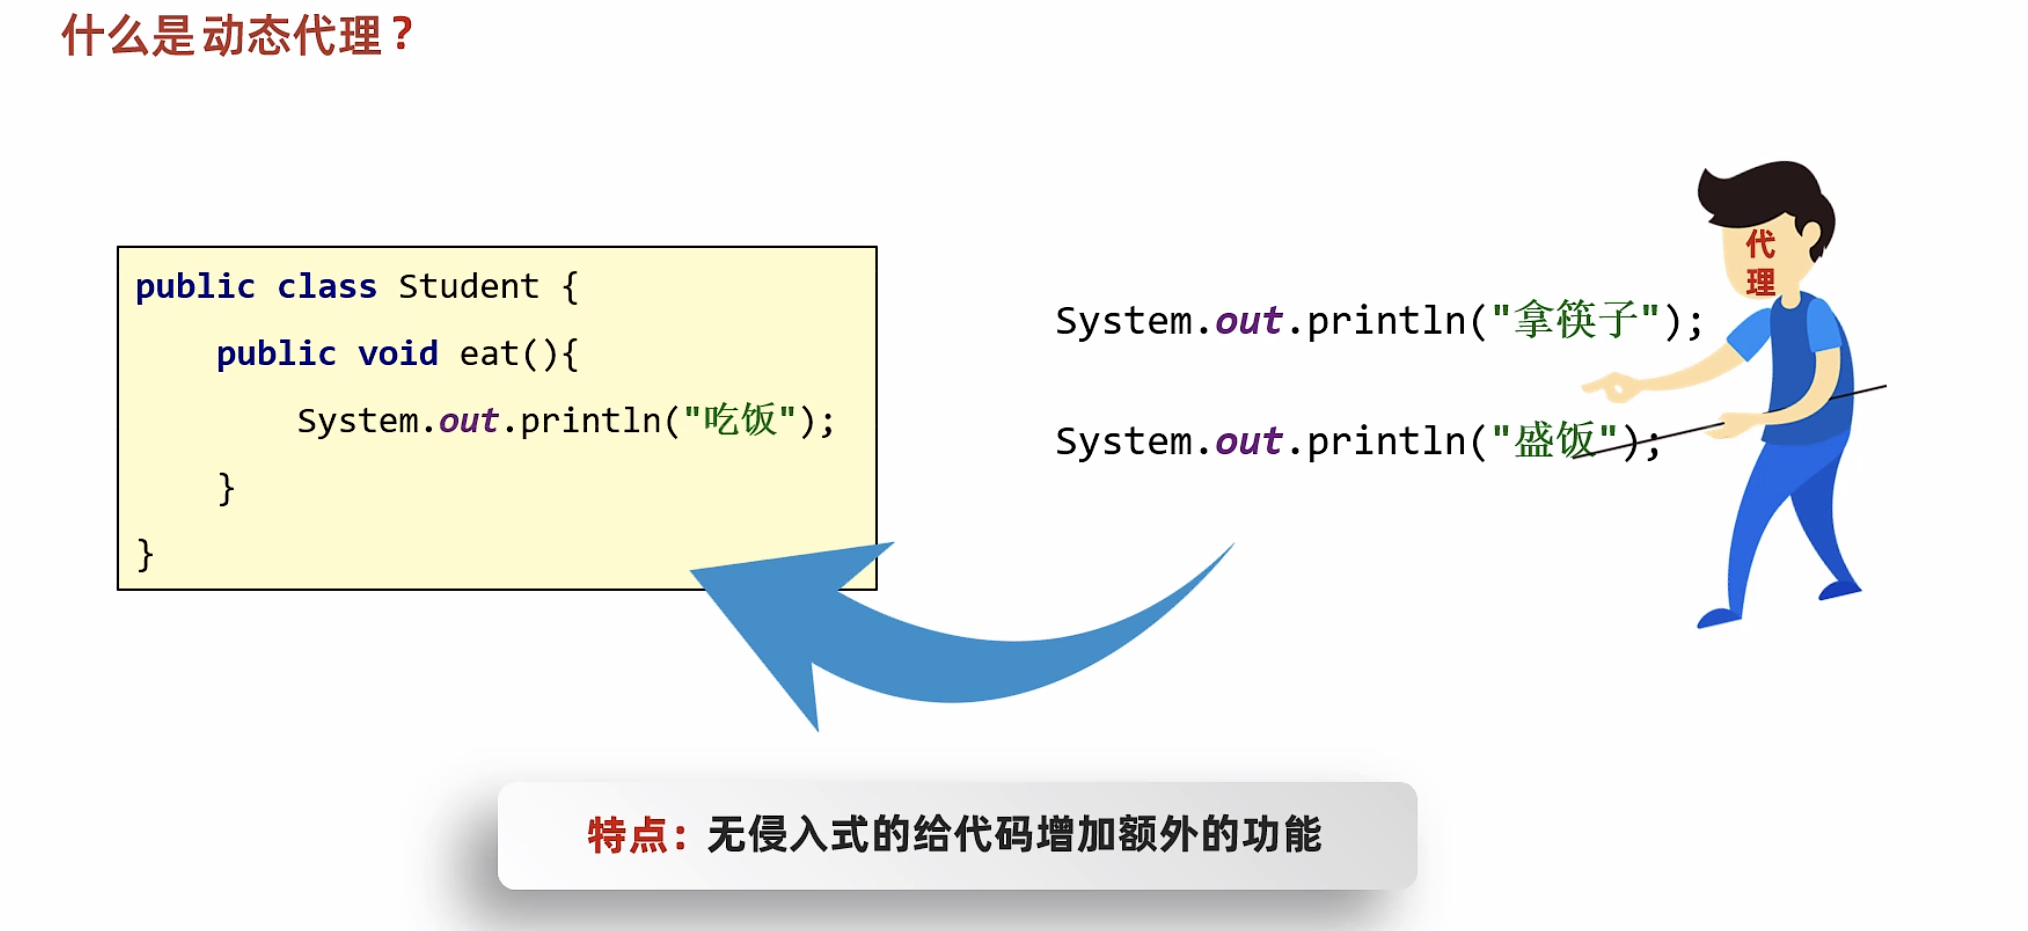 什么是动态代理?
public class Student {
public void eat(){
System.out.println("吃饭");
}
}
System.out.println("拿筷子");
System.out.println("盛饭");
代
理
特点：无侵入式的给代码增加额外的功能